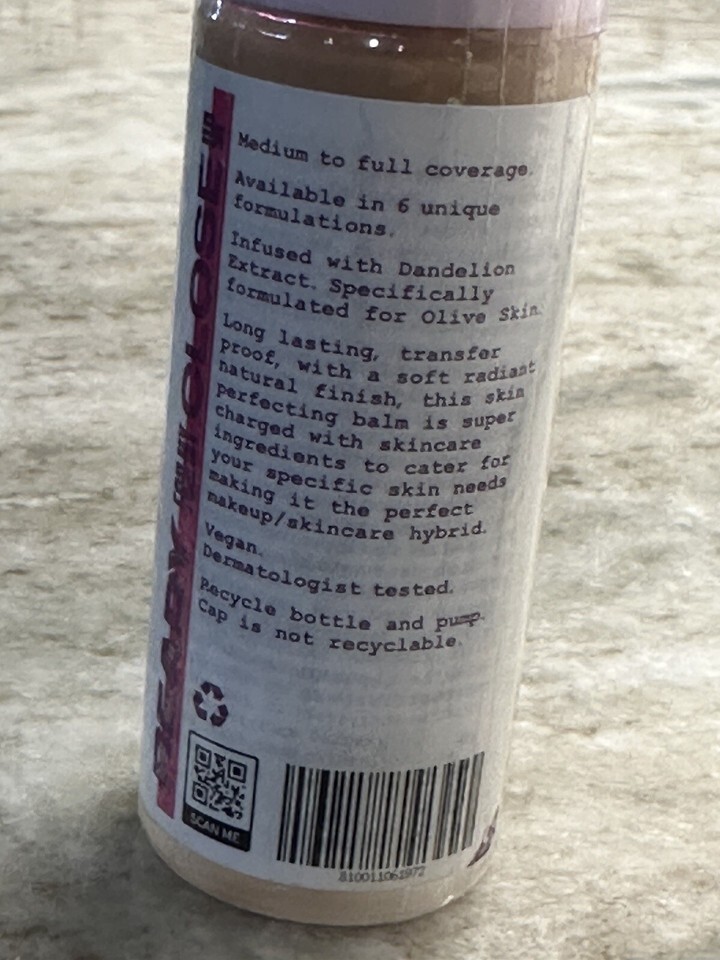 Medium to full coverage.
Available in 6 unique
formulations.
Infused with Dandelion
Extract. Specifically
formulated for Olive Skin.
Long lasting, transfer
proof, with a soft radiant
natural finish, this skin
perfecting balm is super
charged with skincare
ingredients to cater for
your specific skin needs
making it the perfect
makeup/skincare hybrid.
Vegan.
Dermatologist tested.
Recycle bottle and pump.
Cap is not recyclable.
SCAN ME
810011061972